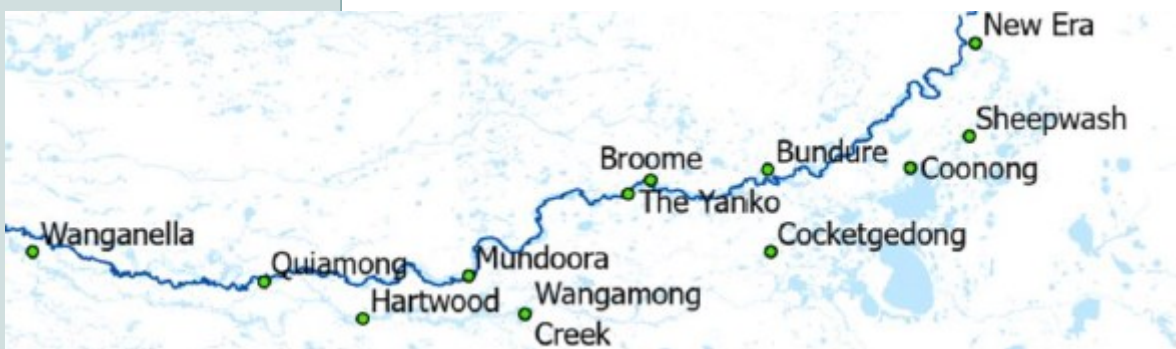 New Era
Sheepwash
Broome
Bundure
Coonong
The Yanko
Wanganella
Cocketgedong
Quiamong
Mundoora
Hartwood
Wangamong
Creek